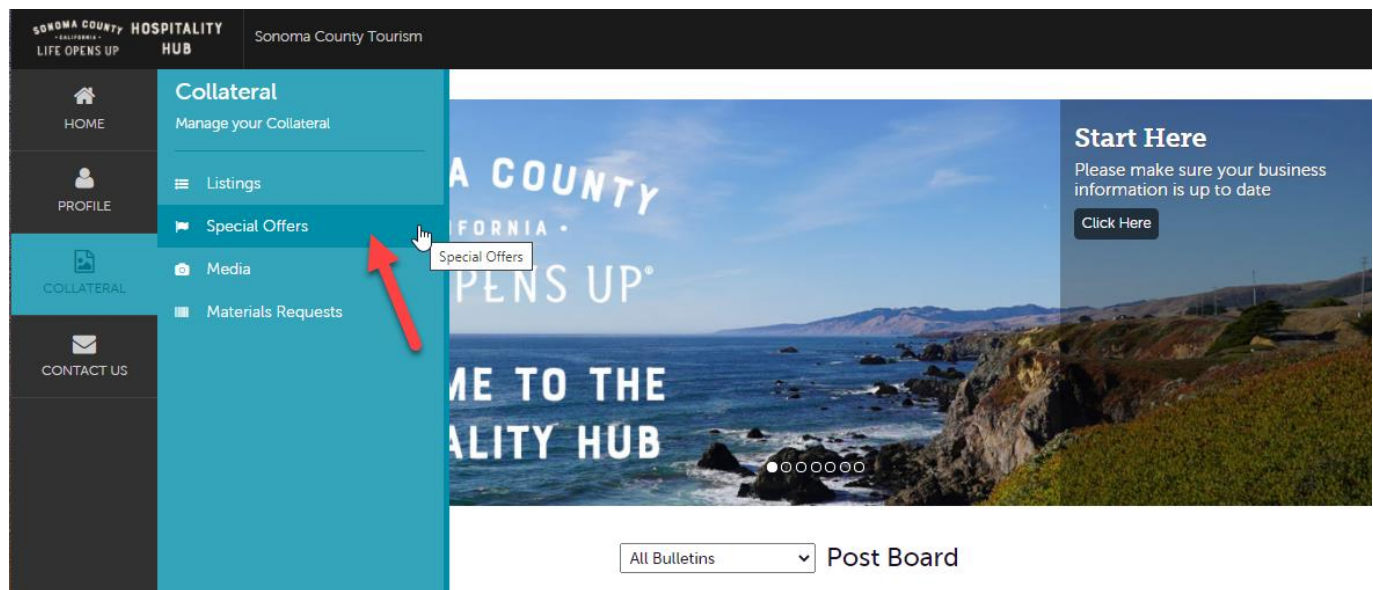 SONOMA COUNTY
- CALIFORNIA -
LIFE OPENS UP
HOSPITALITY
HUB
Sonoma County Tourism
HOME
PROFILE
COLLATERAL
CONTACT US
Collateral
Manage your Collateral
Listings
Special Offers
Media
Materials Requests
Special Offers
A COUNTY
IFORNIA •
PENS UP®
ME TO THE
ALITY HUB
Start Here
Please make sure your business
information is up to date
Click Here
All Bulletins
Post Board